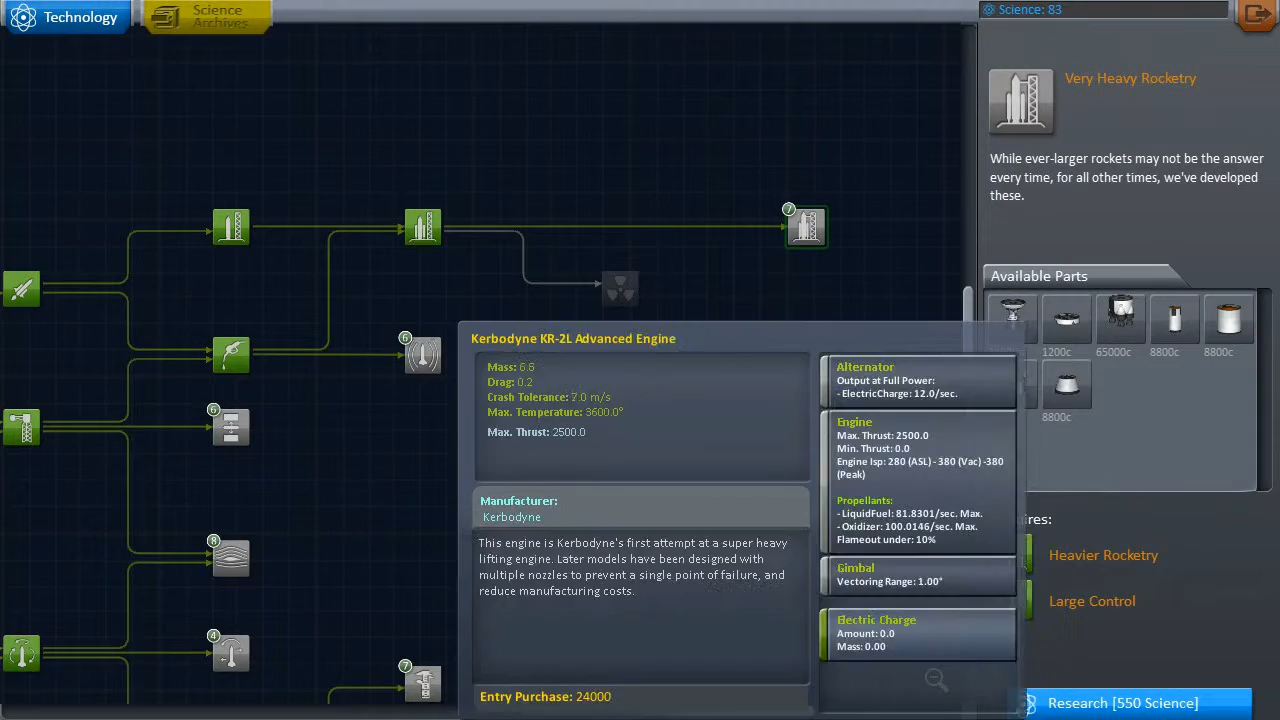 Technology
Science
Archives
Science: 83
Very Heavy Rocketry
While ever-larger rockets may not be the answer
every time, for all other times, we've developed
these.
Available Parts
1200c
65000c
8800c
8800c
8800c
7
6
6
8
4
7
Kerbodyne KR-2L Advanced Engine
Mass: 6.6
Drag: 0.2
Crash Tolerance: 7.0 m/s
Max. Temperature: 3600.0°
Max. Thrust: 2500.0
Manufacturer:
Kerbodyne
This engine is Kerbodyne's first attempt at a super heavy
lifting engine. Later models have been designed with
multiple nozzles to prevent a single point of failure, and
reduce manufacturing costs.
Entry Purchase: 24000
Alternator
Output at Full Power:
- ElectricCharge: 12.0/sec.
Engine
Max. Thrust: 2500.0
Min. Thrust: 0.0
Engine Isp: 280 (ASL) - 380 (Vac) -380
(Peak)
Propellants:
- LiquidFuel: 81.8301/sec. Max.
- Oxidizer: 100.0146/sec. Max.
Flameout under: 10%
Gimbal
Vectoring Range: 1.00°
Electric Charge
Amount: 0.0
Mass: 0.00
ires:
Heavier Rocketry
Large Control
Research [550 Science]